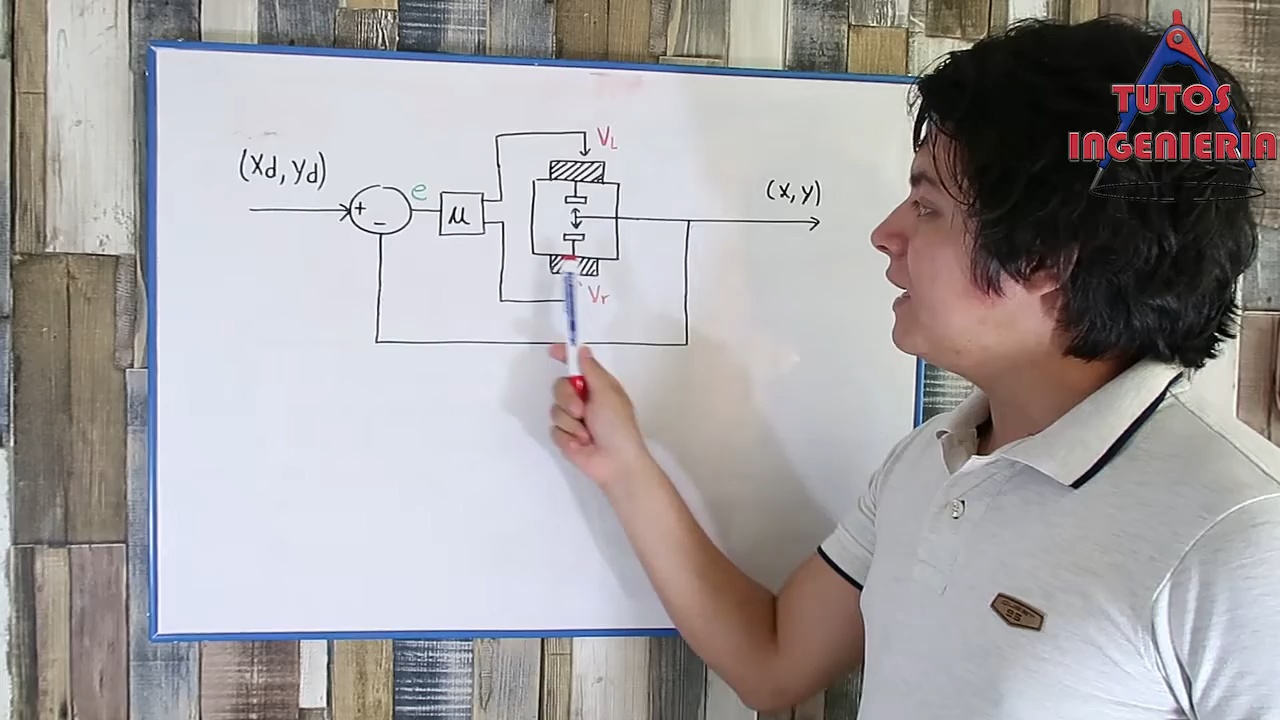 (xd, yd)
+
-
e
μ
VL
Vr
(x, y)
TUTOS
INGENIERIA